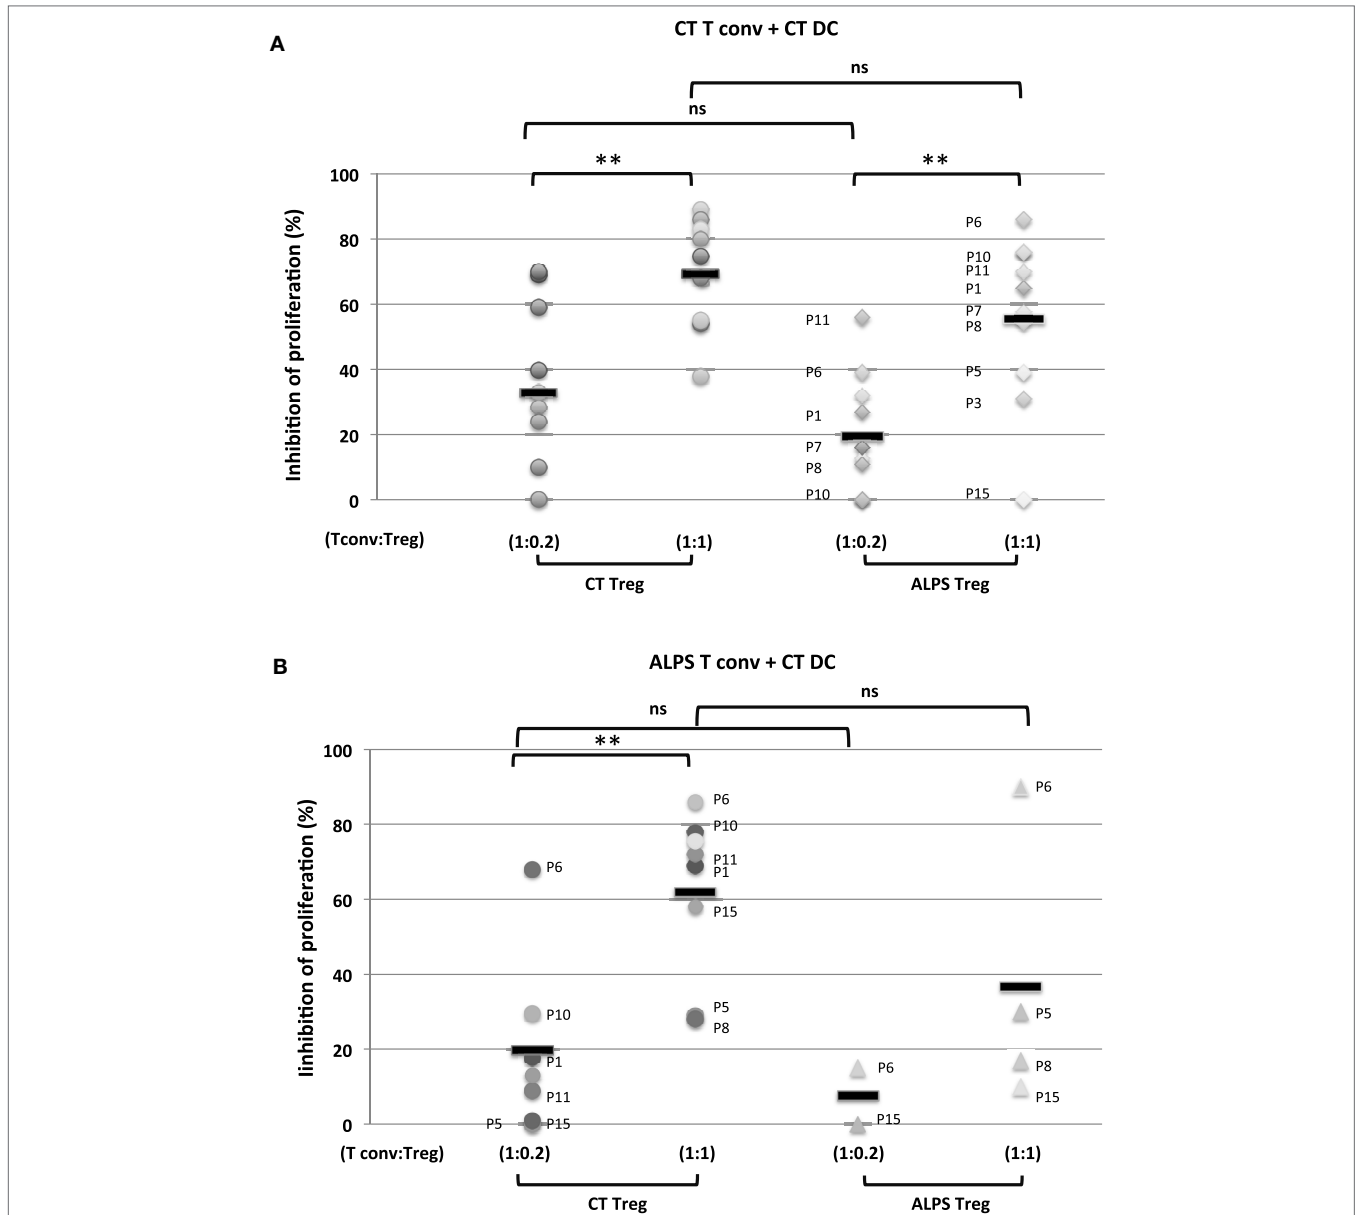 A
CT T conv + CT DC
ns
ns
**
**
100
80
60
40
20
0
Inhibition of proliferation (%)
P11
P6
P1
P7
P8
P10
P6
P10
P11
P1
P7
P8
P5
P3
P15
(Tconv:Treg)
(1:0.2)
(1:1)
(1:0.2)
(1:1)
CT Treg
ALPS Treg
B
ALPS T conv + CT DC
ns
ns
**
100
80
60
40
20
0
Iinhibition of proliferation (%)
P6
P10
P1
P11
P5
P15
P6
P10
P11
P1
P15
P5
P8
P6
P15
P6
P5
P8
P15
(T conv:Treg)
(1:0.2)
(1:1)
(1:0.2)
(1:1)
CT Treg
ALPS Treg